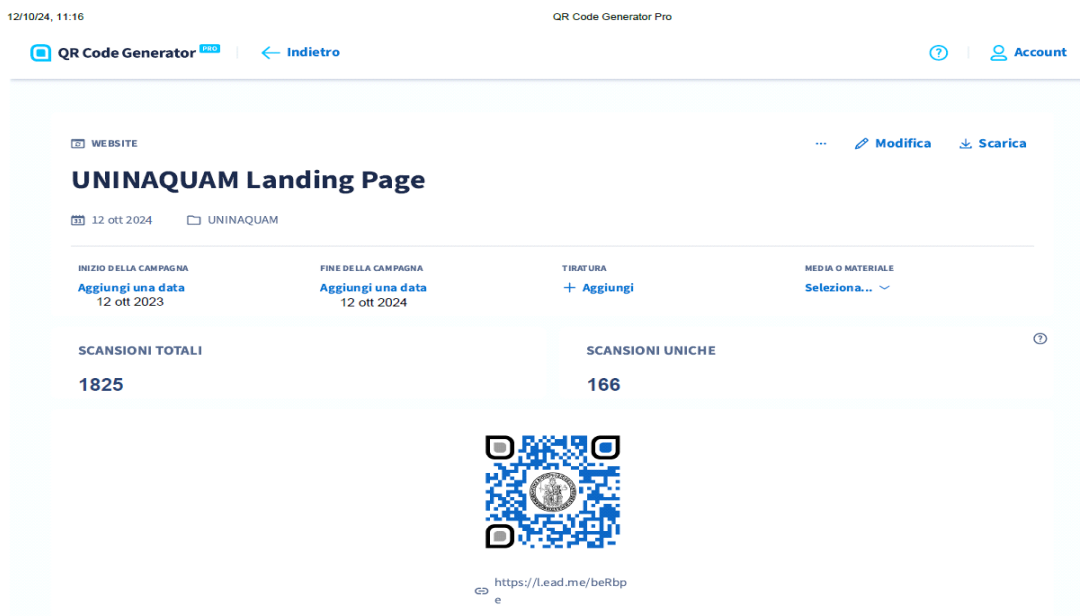 12/10/24, 11:16 QR Code Generator Pro
QR Code Generator PRO Indietro Account
WEBSITE ... Modifica Scarica
UNINAQUAM Landing Page
12 ott 2024 UNINAQUAM
INIZIO DELLA CAMPAGNA FINE DELLA CAMPAGNA TIRATURA MEDIA O MATERIALE
Aggiungi una data Aggiungi una data + Aggiungi Seleziona...
12 ott 2023 12 ott 2024
SCANSIONI TOTALI SCANSIONI UNICHE
1825 166
https://l.ead.me/beRbp
e